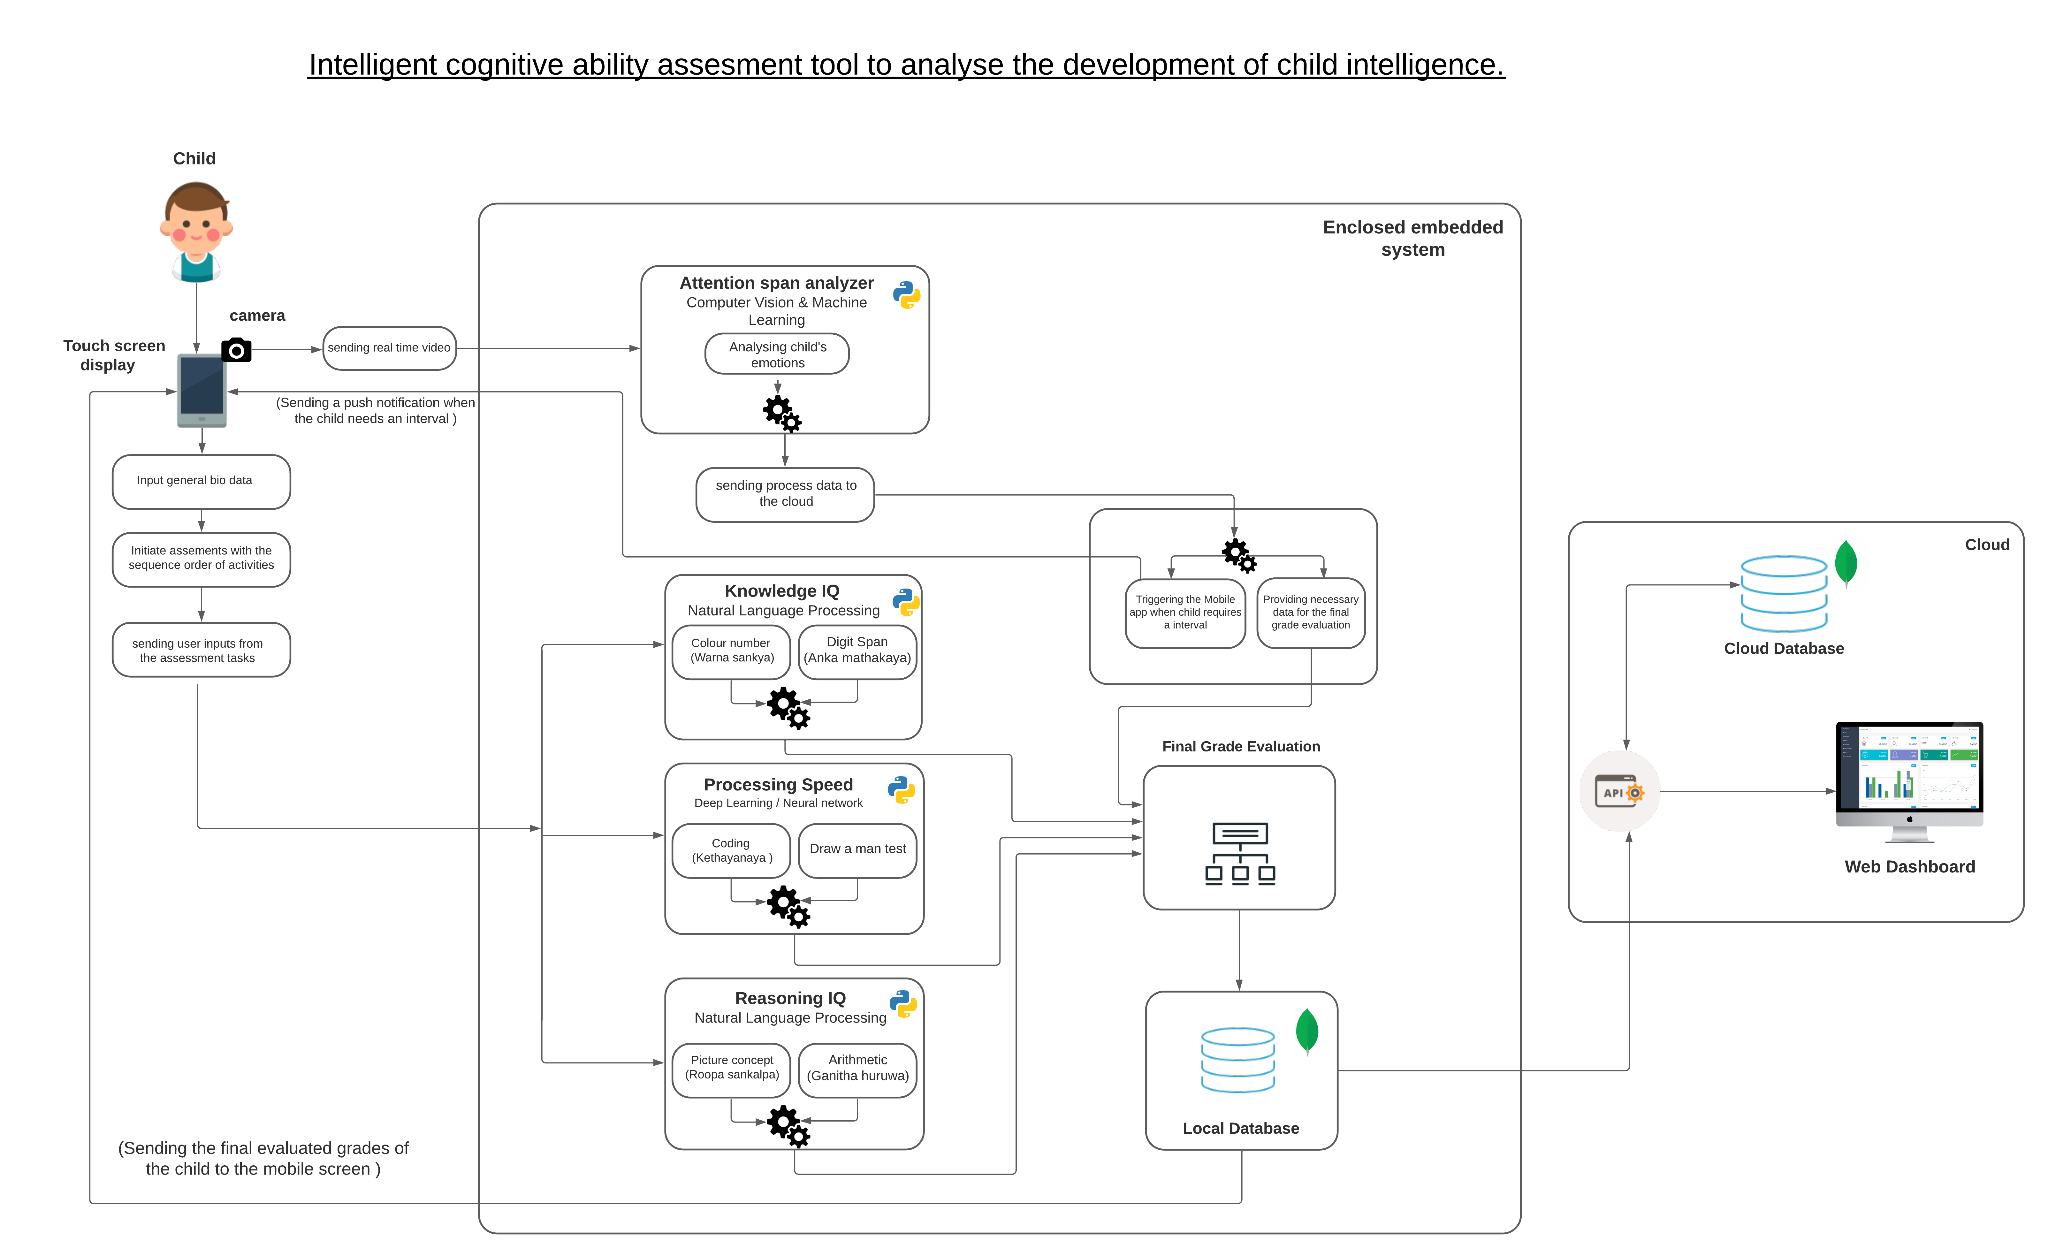 Intelligent cognitive ability assesment tool to analyse the development of child intelligence.
Child
camera
Touch screen
display
sending real time video
(Sending a push notification when
the child needs an interval )
Input general bio data
Initiate assements with the
sequence order of activities
sending user inputs from
the assessment tasks
(Sending the final evaluated grades of
the child to the mobile screen )
Enclosed embedded
system
Attention span analyzer
Computer Vision & Machine
Learning
Analysing child's
emotions
sending process data to
the cloud
Triggering the Mobile
app when child requires
a interval
Providing necessary
data for the final
grade evaluation
Knowledge IQ
Natural Language Processing
Colour number
(Warna sankya)
Digit Span
(Anka mathakaya)
Processing Speed
Deep Learning / Neural network
Coding
(Kethayanaya )
Draw a man test
Reasoning IQ
Natural Language Processing
Picture concept
(Roopa sankalpa)
Arithmetic
(Ganitha huruwa)
Final Grade Evaluation
Local Database
Cloud
Cloud Database
API
Web Dashboard